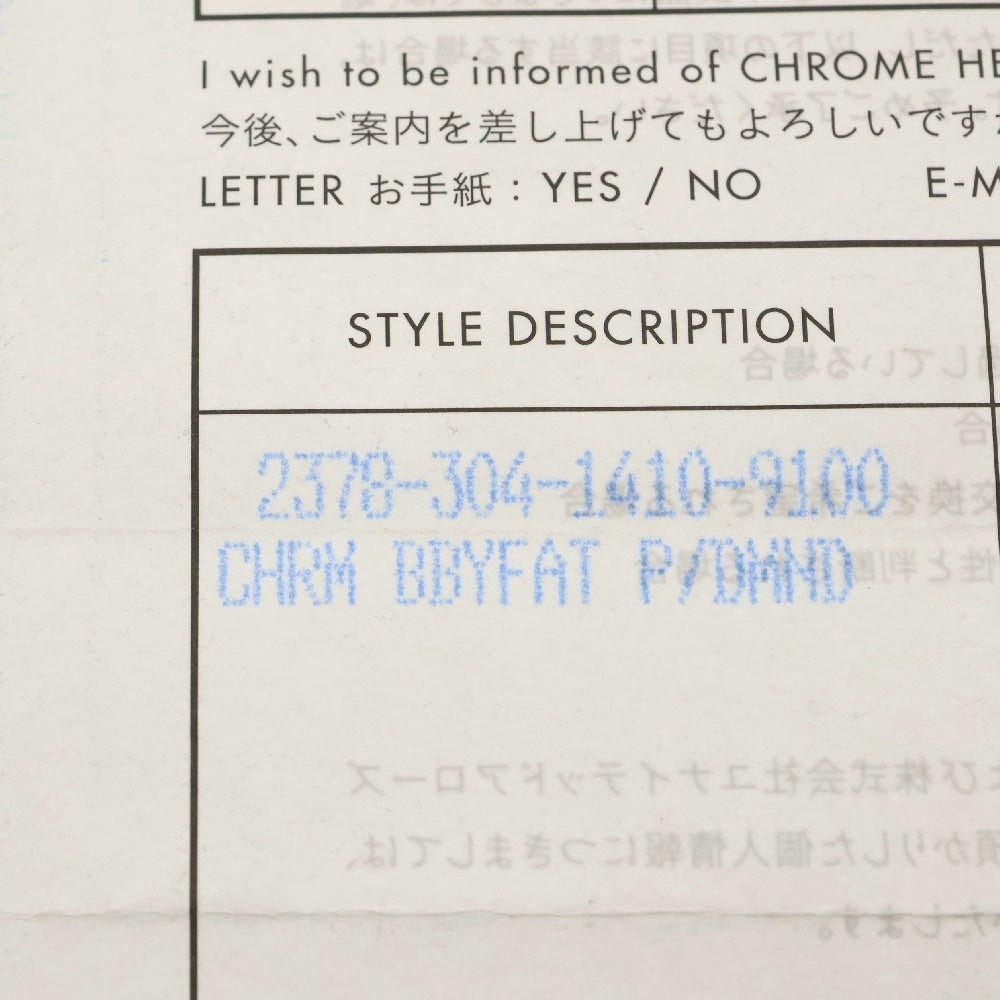 I wish to be informed of CHROME HE
今後、ご案内を差し上げてもよろしいです
LETTER お手紙 : YES / NO E-M
STYLE DESCRIPTION
2378-304-1410-9100
CHRM BBYFAT P/DMND